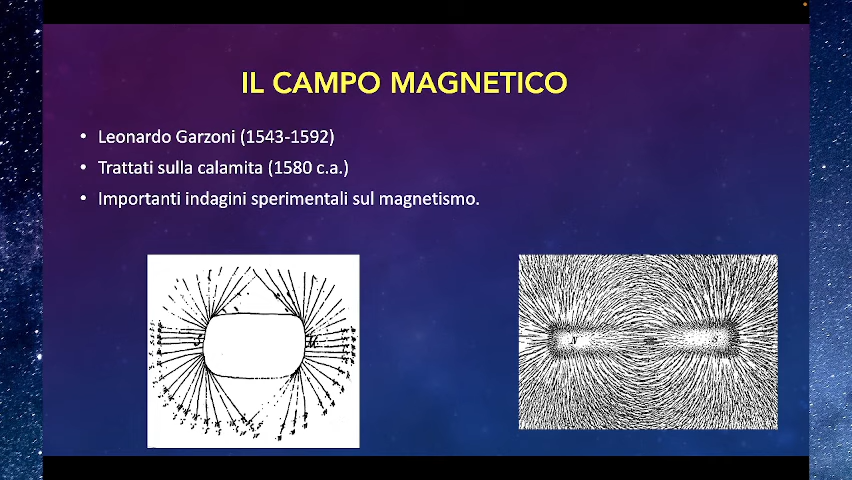 IL CAMPO MAGNETICO
• Leonardo Garzoni (1543-1592)
• Trattati sulla calamita (1580 c.a.)
• Importanti indagini sperimentali sul magnetismo.